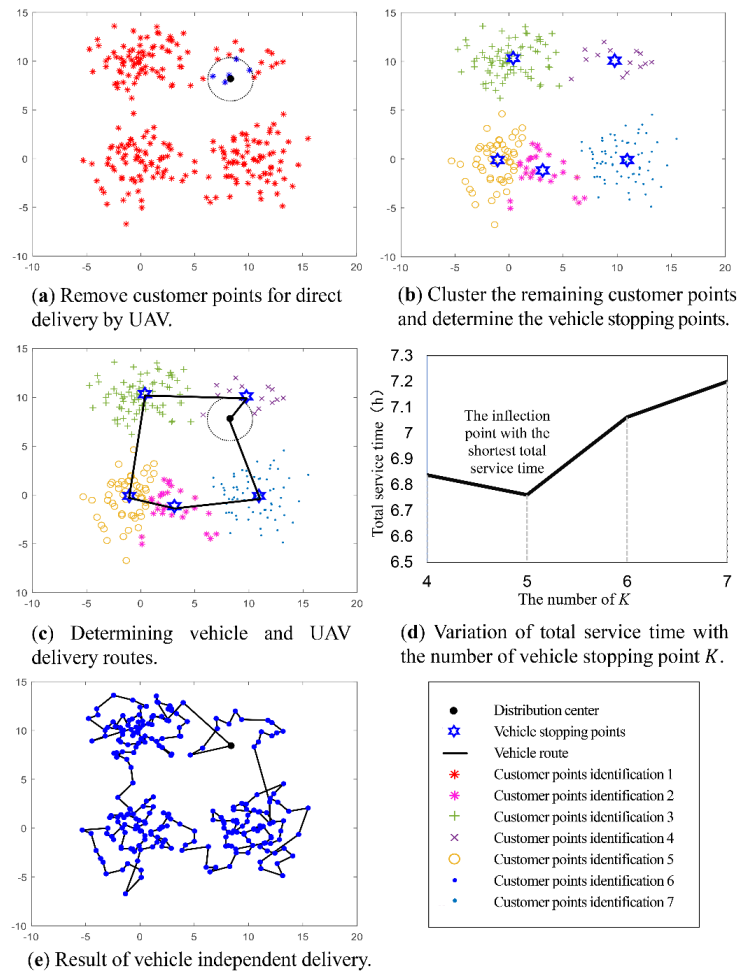 15
10
5
0
-5
-10
-10 -5 0 5 10 15 20
(a) Remove customer points for direct
delivery by UAV.
15
10
5
0
-5
-10
-10 -5 0 5 10 15 20
(b) Cluster the remaining customer points
and determine the vehicle stopping points.
15
10
5
0
-5
-10
-10 -5 0 5 10 15 20
(c) Determining vehicle and UAV
delivery routes.
7.3
7.2
7.1
7
6.9
6.8
6.7
6.6
6.5
Total service time (h)
The inflection
point with the
shortest total
service time
4 5 6 7
The number of K
(d) Variation of total service time with
the number of vehicle stopping point K.
15
10
5
0
-5
-10
-10 -5 0 5 10 15 20
(e) Result of vehicle independent delivery.
Distribution center
Vehicle stopping points
Vehicle route
Customer points identification 1
Customer points identification 2
Customer points identification 3
Customer points identification 4
Customer points identification 5
Customer points identification 6
Customer points identification 7